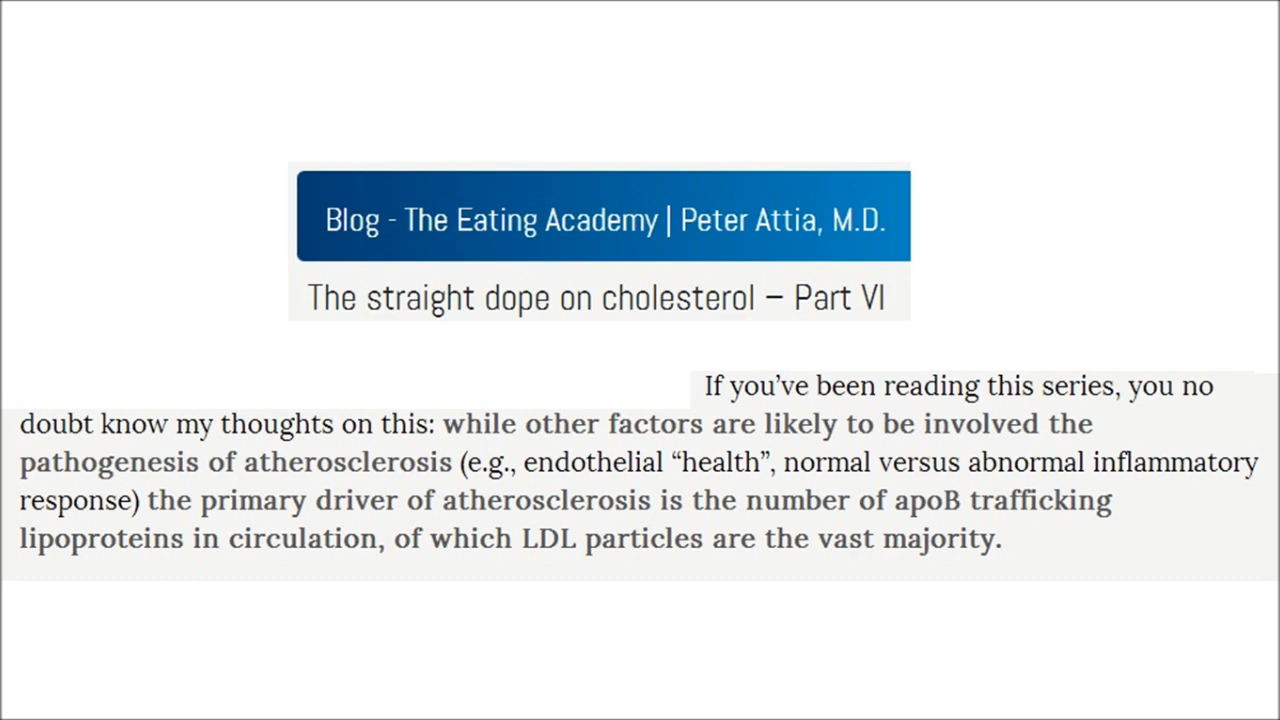 Blog - The Eating Academy | Peter Attia, M.D.
The straight dope on cholesterol – Part VI
If you’ve been reading this series, you no
doubt know my thoughts on this: while other factors are likely to be involved the
pathogenesis of atherosclerosis (e.g., endothelial “health”, normal versus abnormal inflammatory
response) the primary driver of atherosclerosis is the number of apoB trafficking
lipoproteins in circulation, of which LDL particles are the vast majority.